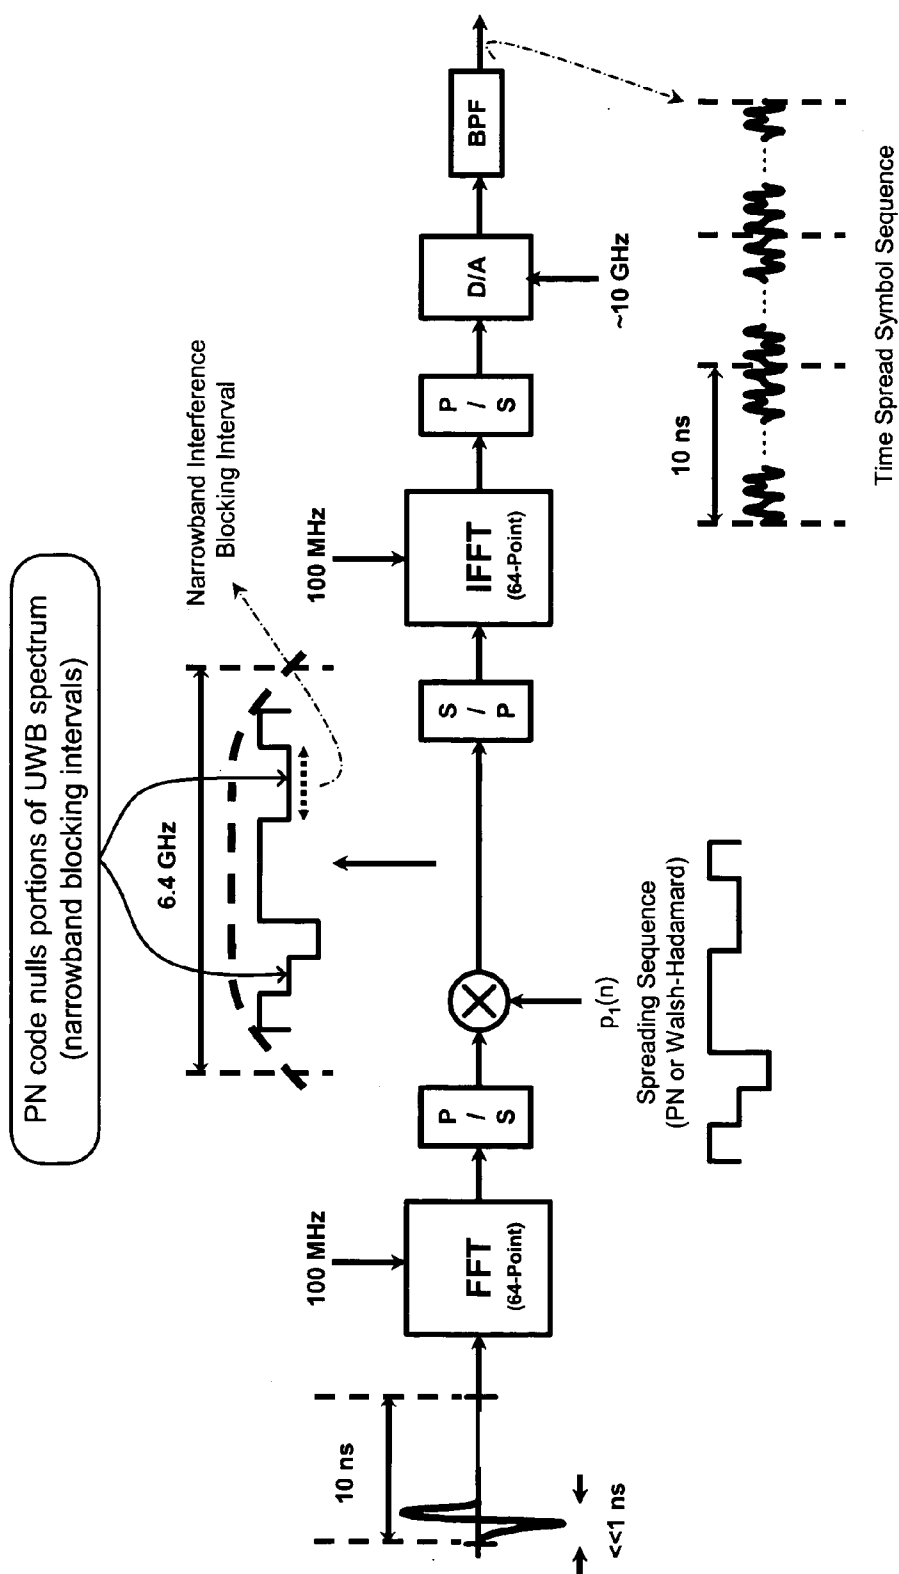 PN code nulls portions of UWB spectrum
(narrowband blocking intervals)
6.4 GHz
Narrowband Interference
Blocking Interval
10 ns
<<1 ns
100 MHz
FFT
(64-Point)
P / S
p₁(n)
Spreading Sequence
(PN or Walsh-Hadamard)
S / P
100 MHz
IFFT
(64-Point)
P / S
D/A
~10 GHz
BPF
10 ns
Time Spread Symbol Sequence